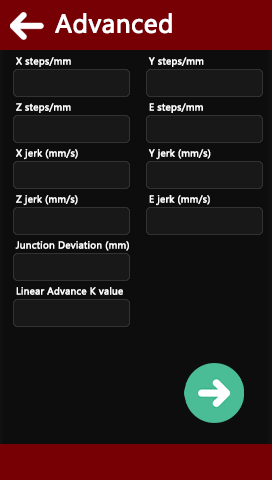 Advanced
X steps/mm
Y steps/mm
Z steps/mm
E steps/mm
X jerk (mm/s)
Y jerk (mm/s)
Z jerk (mm/s)
E jerk (mm/s)
Junction Deviation (mm)
Linear Advance K value